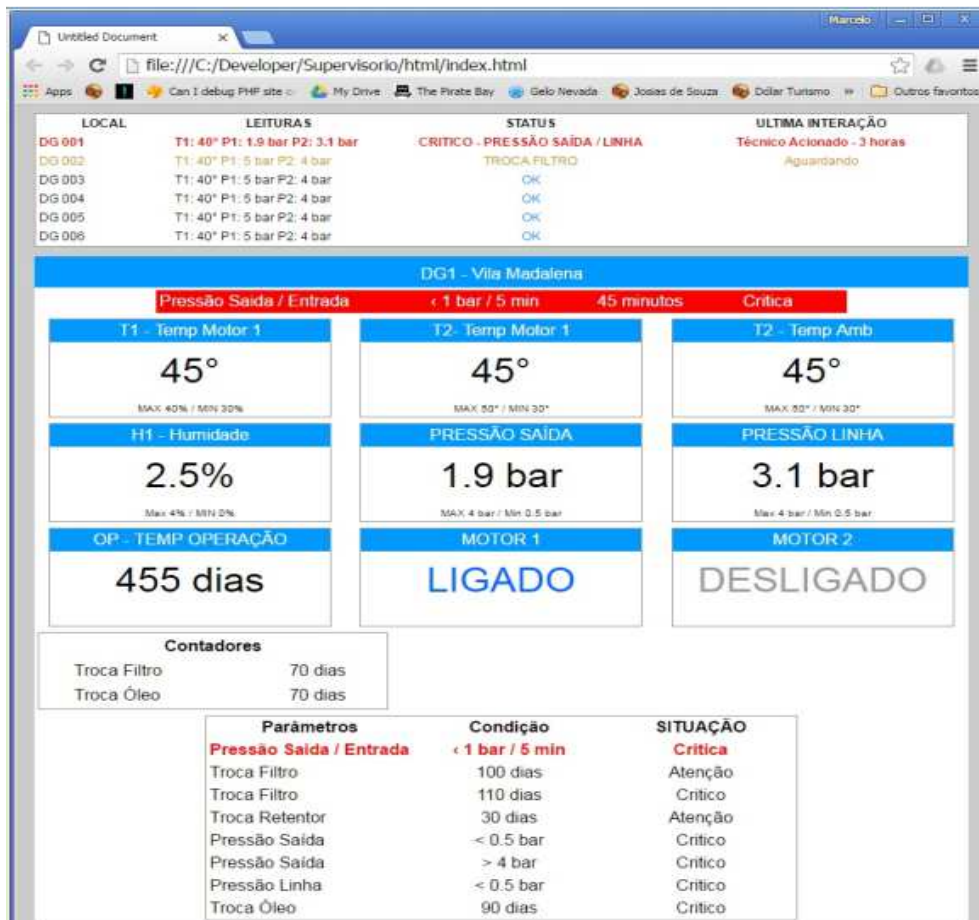 Marcelo
Untitled Document
file:///C:/Developer/Supervisorio/html/index.html
Apps Can I debug PHP site My Drive The Pirate Bay Gelo Nevada Josias de Souza Dólar Turismo » Outros favoritos
LOCAL LEITURAS STATUS ULTIMA INTERAÇÃO
DG 001 T1: 40° P1: 1.9 bar P2: 3.1 bar CRITICO - PRESSÃO SAÍDA / LINHA Técnico Acionado - 3 horas
DG 002 T1: 40° P1: 5 bar P2: 4 bar TROCA FILTRO Aguardando
DG 003 T1: 40° P1: 5 bar P2: 4 bar OK
DG 004 T1: 40° P1: 5 bar P2: 4 bar OK
DG 005 T1: 40° P1: 5 bar P2: 4 bar OK
DG 006 T1: 40° P1: 5 bar P2: 4 bar OK
DG1 - Vila Madalena
Pressão Saida / Entrada < 1 bar / 5 min 45 minutos Critica
T1 - Temp Motor 1 T2- Temp Motor 1 T2 - Temp Amb
45° 45° 45°
MAX 40% / MIN 30% MAX 50° / MIN 30° MAX 50° / MIN 30°
H1 - Humidade PRESSÃO SAÍDA PRESSÃO LINHA
2.5% 1.9 bar 3.1 bar
Max 4% / MIN 0% MAX 4 bar / Min 0.5 bar Max 4 bar / Min 0.5 bar
OP - TEMP OPERAÇÃO MOTOR 1 MOTOR 2
455 dias LIGADO DESLIGADO
Contadores
Troca Filtro 70 dias
Troca Óleo 70 dias
Parâmetros Condição SITUAÇÃO
Pressão Saida / Entrada < 1 bar / 5 min Critica
Troca Filtro 100 dias Atenção
Troca Filtro 110 dias Critico
Troca Retentor 30 dias Atenção
Pressão Saída < 0.5 bar Critico
Pressão Saída > 4 bar Critico
Pressão Linha < 0.5 bar Critico
Troca Óleo 90 dias Critico